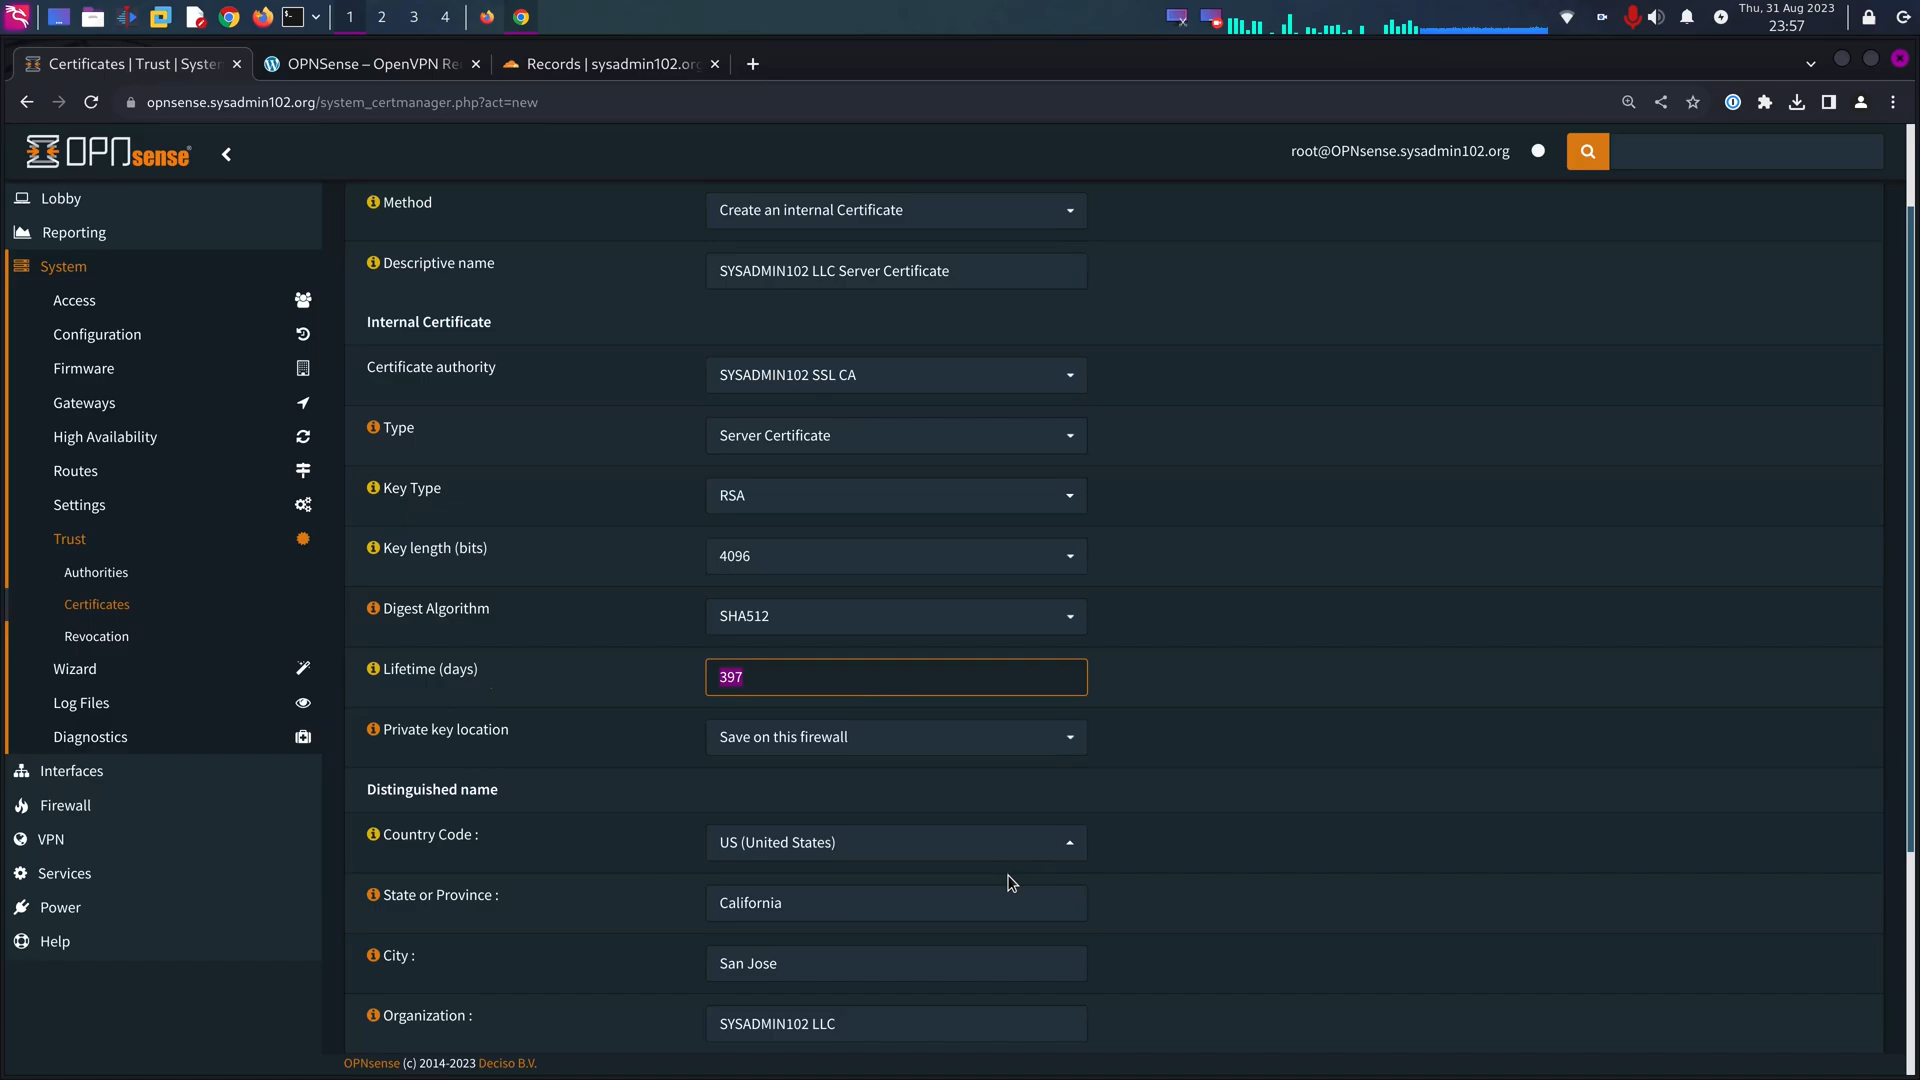 1 2 3 4
Thu, 31 Aug 2023
23:57
Certificates | Trust | System
OPNSense – OpenVPN Re
Records | sysadmin102.org
opnsense.sysadmin102.org/system_certmanager.php?act=new
OPNsense
root@OPNsense.sysadmin102.org
Lobby
Reporting
System
Access
Configuration
Firmware
Gateways
High Availability
Routes
Settings
Trust
Authorities
Certificates
Revocation
Wizard
Log Files
Diagnostics
Interfaces
Firewall
VPN
Services
Power
Help
Method Create an internal Certificate
Descriptive name SYSADMIN102 LLC Server Certificate
Internal Certificate
Certificate authority SYSADMIN102 SSL CA
Type Server Certificate
Key Type RSA
Key length (bits) 4096
Digest Algorithm SHA512
Lifetime (days) 397
Private key location Save on this firewall
Distinguished name
Country Code : US (United States)
State or Province : California
City : San Jose
Organization : SYSADMIN102 LLC
OPNsense (c) 2014-2023 Deciso B.V.